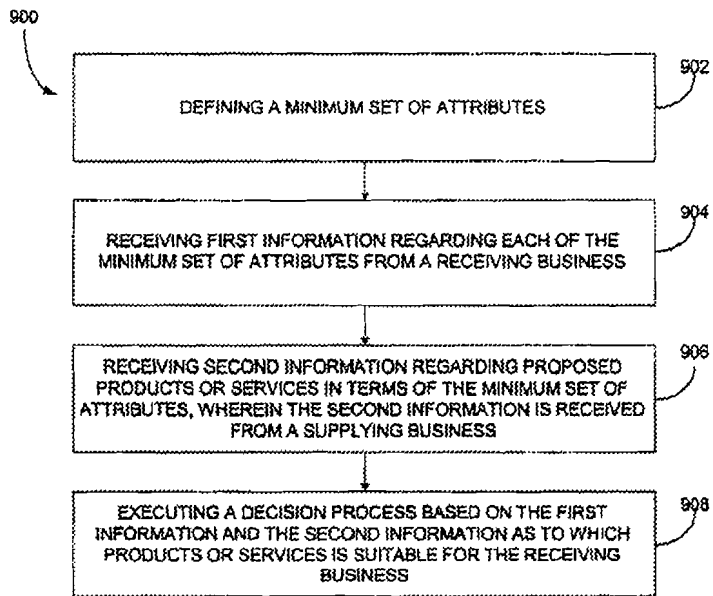 900
902
DEFINING A MINIMUM SET OF ATTRIBUTES
904
RECEIVING FIRST INFORMATION REGARDING EACH OF THE
MINIMUM SET OF ATTRIBUTES FROM A RECEIVING BUSINESS
906
RECEIVING SECOND INFORMATION REGARDING PROPOSED
PRODUCTS OR SERVICES IN TERMS OF THE MINIMUM SET OF
ATTRIBUTES, WHEREIN THE SECOND INFORMATION IS RECEIVED
FROM A SUPPLYING BUSINESS
908
EXECUTING A DECISION PROCESS BASED ON THE FIRST
INFORMATION AND THE SECOND INFORMATION AS TO WHICH
PRODUCTS OR SERVICES IS SUITABLE FOR THE RECEIVING
BUSINESS